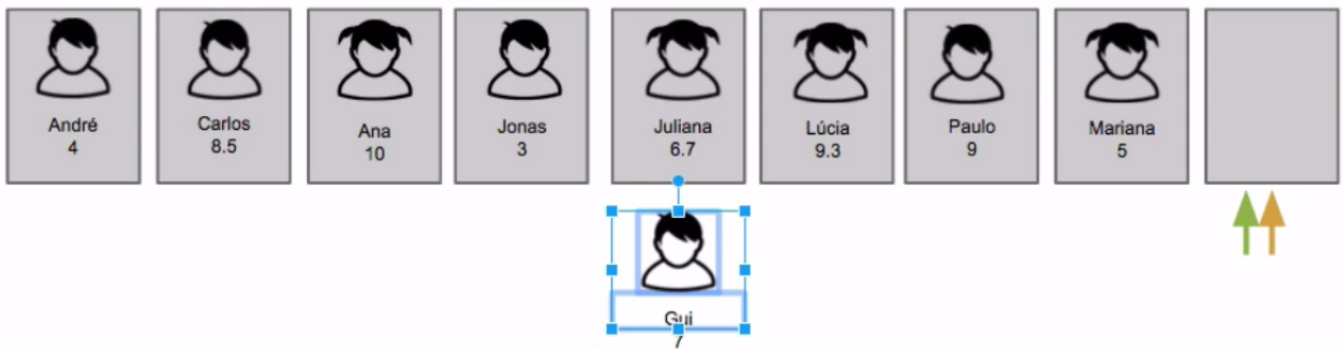 André
4
Carlos
8.5
Ana
10
Jonas
3
Juliana
6.7
Lúcia
9.3
Paulo
9
Mariana
5
Gui
7